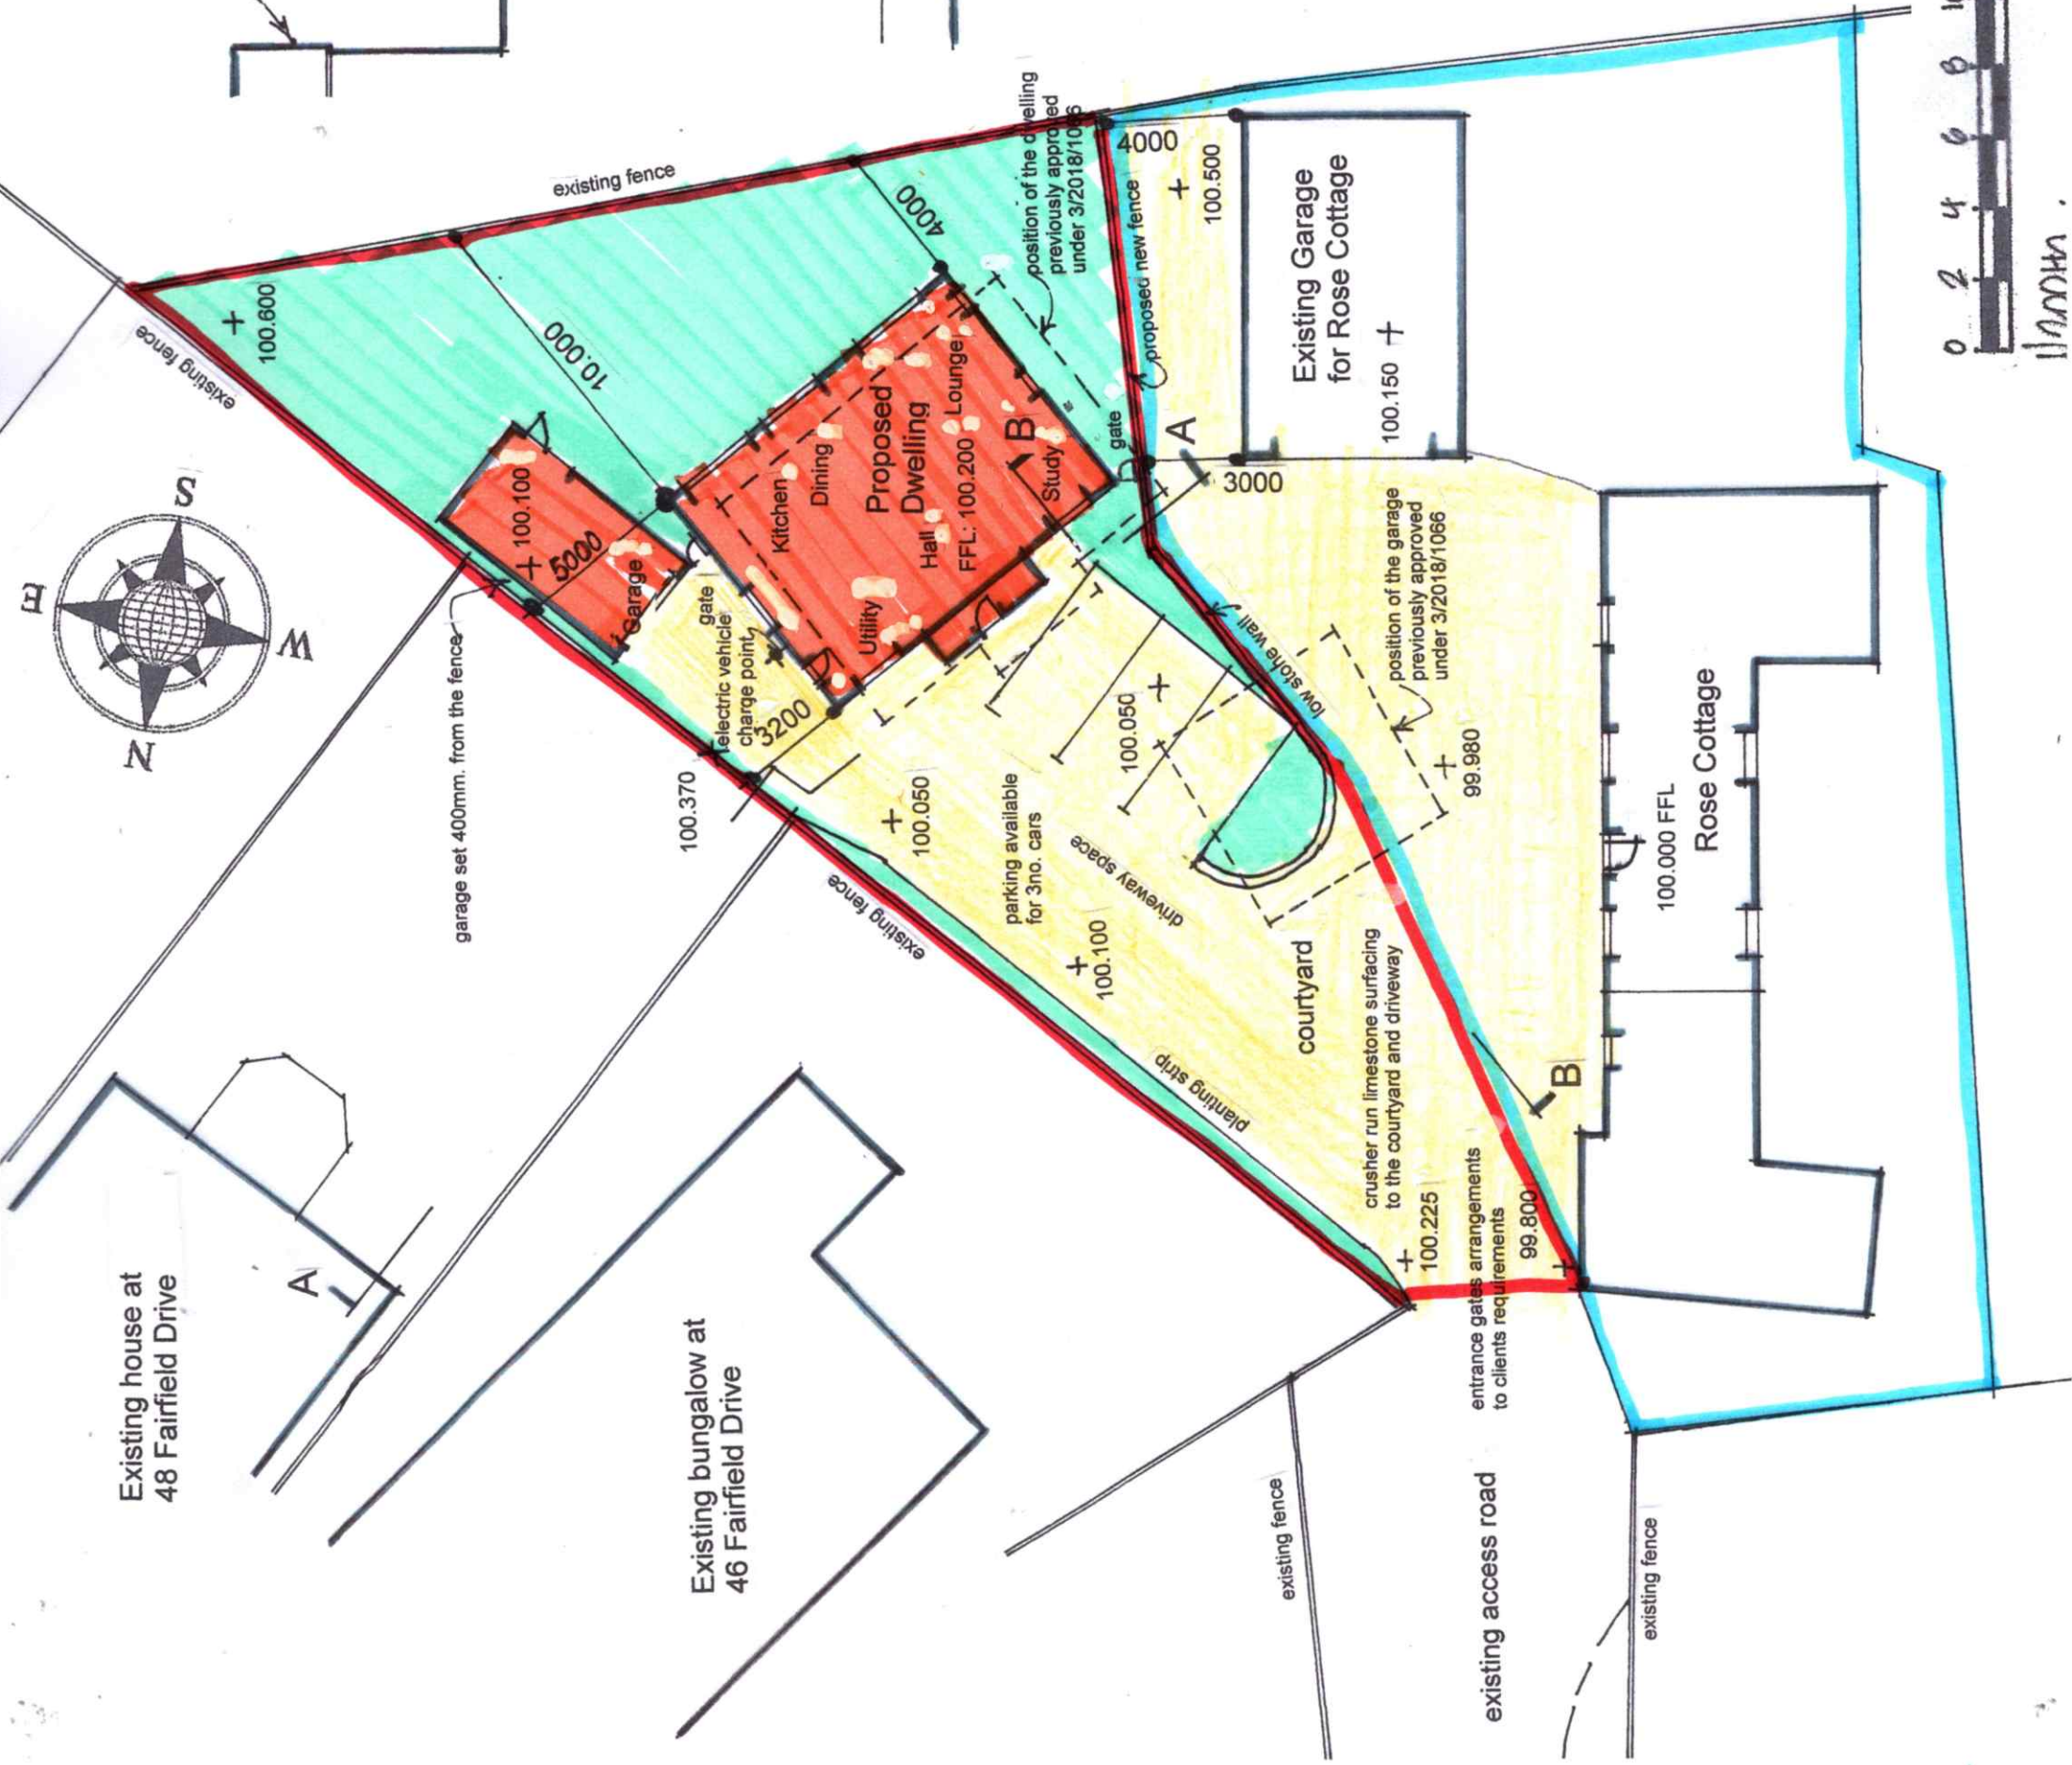 Existing house at
48 Fairfield Drive
A
Existing bungalow at
46 Fairfield Drive
existing fence
existing access road
existing fence
garage set 400mm. from the fence
N
E
S
W
existing fence
100.600
existing fence
10.000
4000
position of the dwelling
previously approved
under 3/2018/1066
100.100
5000
Garage
gate
electric vehicle
charge point
3200
100.370
Kitchen
Dining
Proposed
Dwelling
Lounge
Hall
FFL: 100.200
Utility
Study
B
gate
A
proposed new fence
4000
100.500
3000
Existing Garage
for Rose Cottage
100.150
100.050
parking available
for 3no. cars
100.050
driveway space
existing fence
100.100
planting strip
courtyard
low stone wall
position of the garage
previously approved
under 3/2018/1066
99.980
crusher run limestone surfacing
to the courtyard and driveway
100.225
entrance gates arrangements
to clients requirements
99.800
B
100.000 FFL
Rose Cottage
0 2 4 6 8